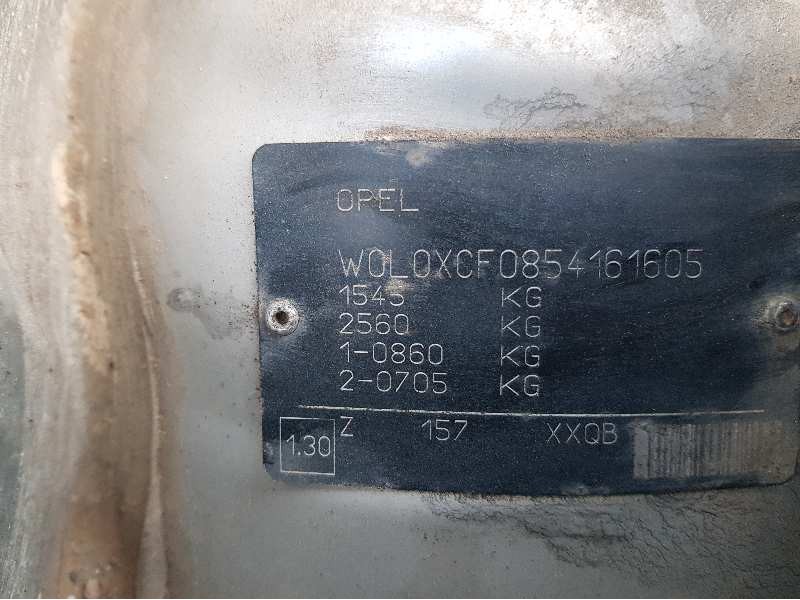 OPEL
W0L0XCF0854161605
1545 KG
2560 KG
1-0860 KG
2-0705 KG
1.30 Z 157 XXQB